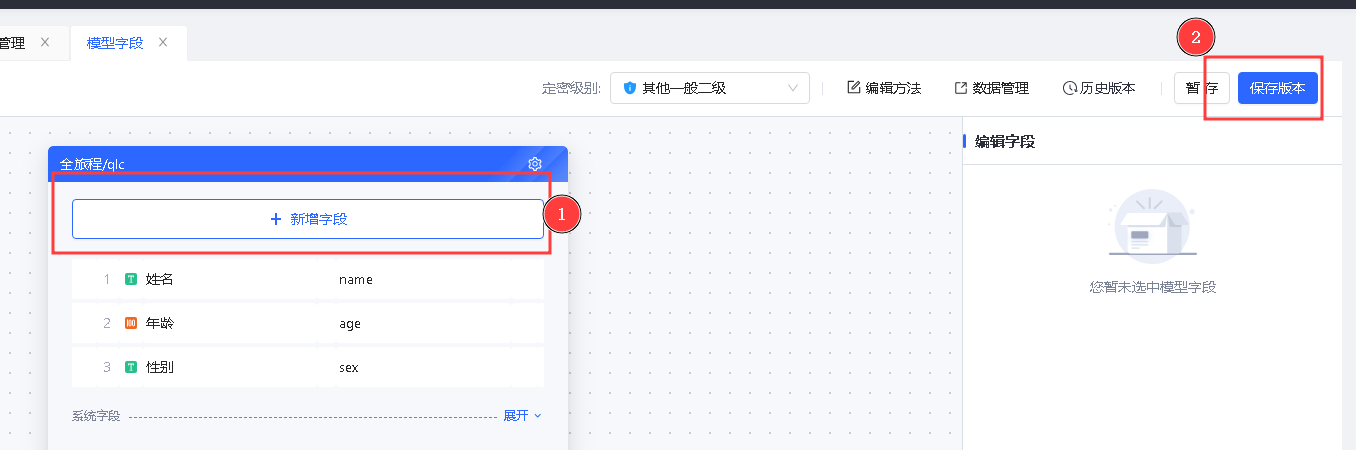 管理
模型字段
2
定密级别:
其他一般二级
编辑方法
数据管理
历史版本
暂 存
保存版本
全旅程/qlc
+ 新增字段
1
1 T 姓名 name
2 100 年龄 age
3 T 性别 sex
系统字段
展开
编辑字段
您暂未选中模型字段